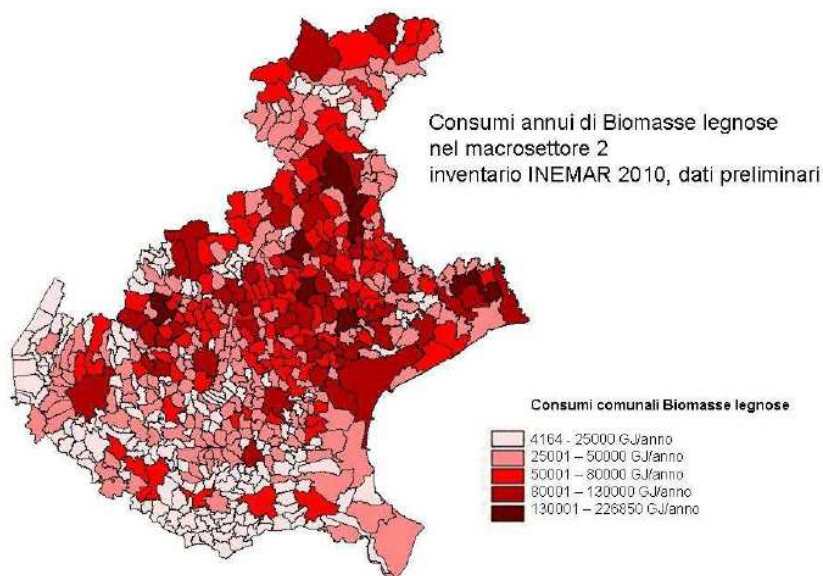 Consumi annui di Biomasse legnose
nel macrosettore 2
inventario INEMAR 2010, dati preliminari
Consumi comunali Biomasse legnose
4164 - 25000 GJ/anno
25001 – 50000 GJ/anno
50001 – 80000 GJ/anno
80001 – 130000 GJ/anno
130001 – 226850 GJ/anno